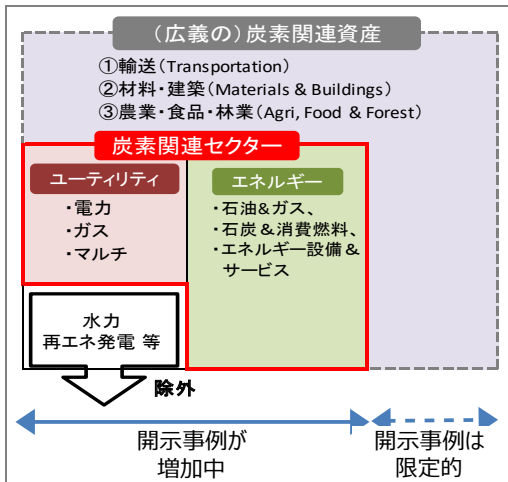 （広義の）炭素関連資産
①輸送（Transportation）
②材料・建築（Materials & Buildings）
③農業・食品・林業（Agri, Food & Forest）
炭素関連セクター
ユーティリティ
・電力
・ガス
・マルチ
エネルギー
・石油&ガス、
・石炭&消費燃料、
・エネルギー設備&
サービス
水力
再エネ発電 等
除外
開示事例が
増加中
開示事例は
限定的